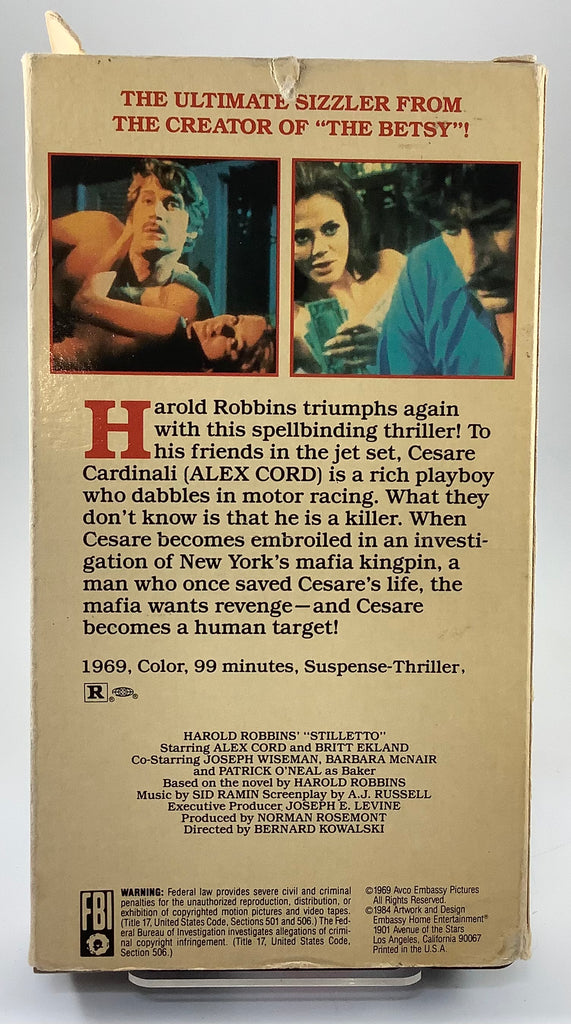 THE ULTIMATE SIZZLER FROM
THE CREATOR OF "THE BETSY"!
Harold Robbins triumphs again
with this spellbinding thriller! To
his friends in the jet set, Cesare
Cardinali (ALEX CORD) is a rich playboy
who dabbles in motor racing. What they
don't know is that he is a killer. When
Cesare becomes embroiled in an investi-
gation of New York's mafia kingpin, a
man who once saved Cesare's life, the
mafia wants revenge—and Cesare
becomes a human target!
1969, Color, 99 minutes, Suspense-Thriller,
R ®
HAROLD ROBBINS' "STILLETTO"
Starring ALEX CORD and BRITT EKLAND
Co-Starring JOSEPH WISEMAN, BARBARA McNAIR
and PATRICK O'NEAL as Baker
Based on the novel by HAROLD ROBBINS
Music by SID RAMIN Screenplay by A.J. RUSSELL
Executive Producer JOSEPH E. LEVINE
Produced by NORMAN ROSEMONT
Directed by BERNARD KOWALSKI
FBI
WARNING: Federal law provides severe civil and criminal
penalties for the unauthorized reproduction, distribution, or
exhibition of copyrighted motion pictures and video tapes.
(Title 17, United States Code, Sections 501 and 506.) The Fed-
eral Bureau of Investigation investigates allegations of crimi-
nal copyright infringement. (Title 17, United States Code,
Section 506.)
©1969 Avco Embassy Pictures
All Rights Reserved.
©1984 Artwork and Design
Embassy Home Entertainment®
1901 Avenue of the Stars
Los Angeles, California 90067
Printed in the U.S.A.